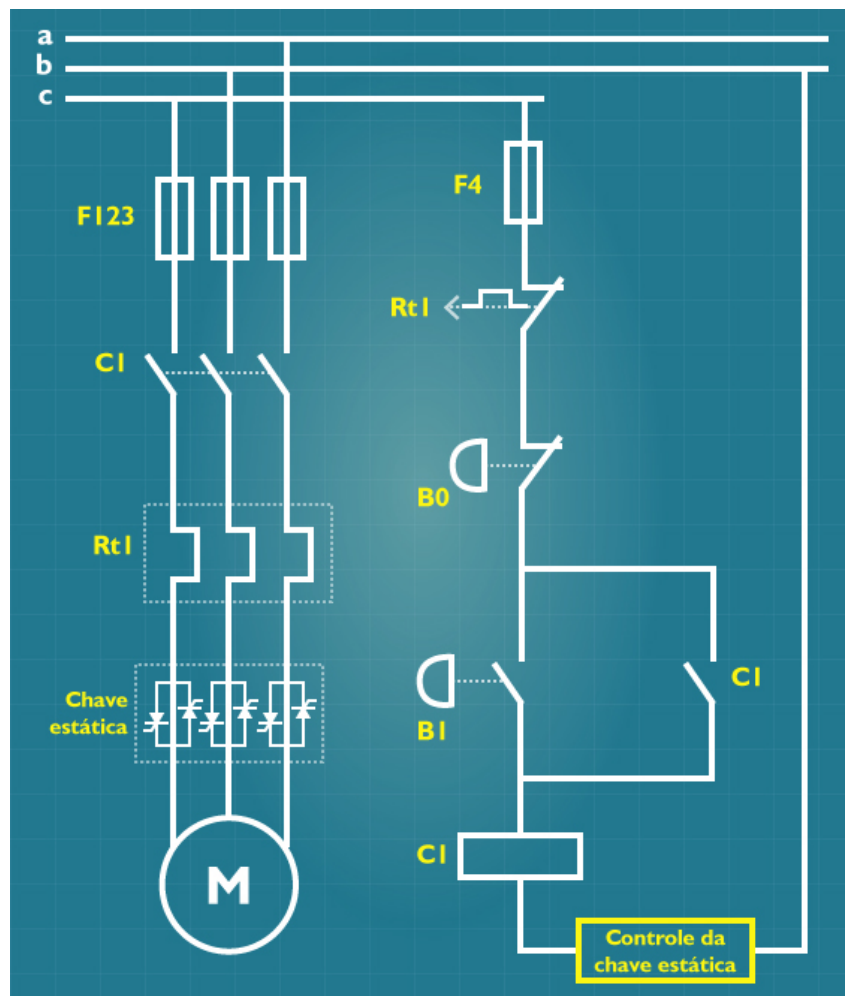 a
b
c
F4
F123
Rt1
C1
B0
Rt1
C1
Chave
estática
B1
C1
M
Controle da
chave estática